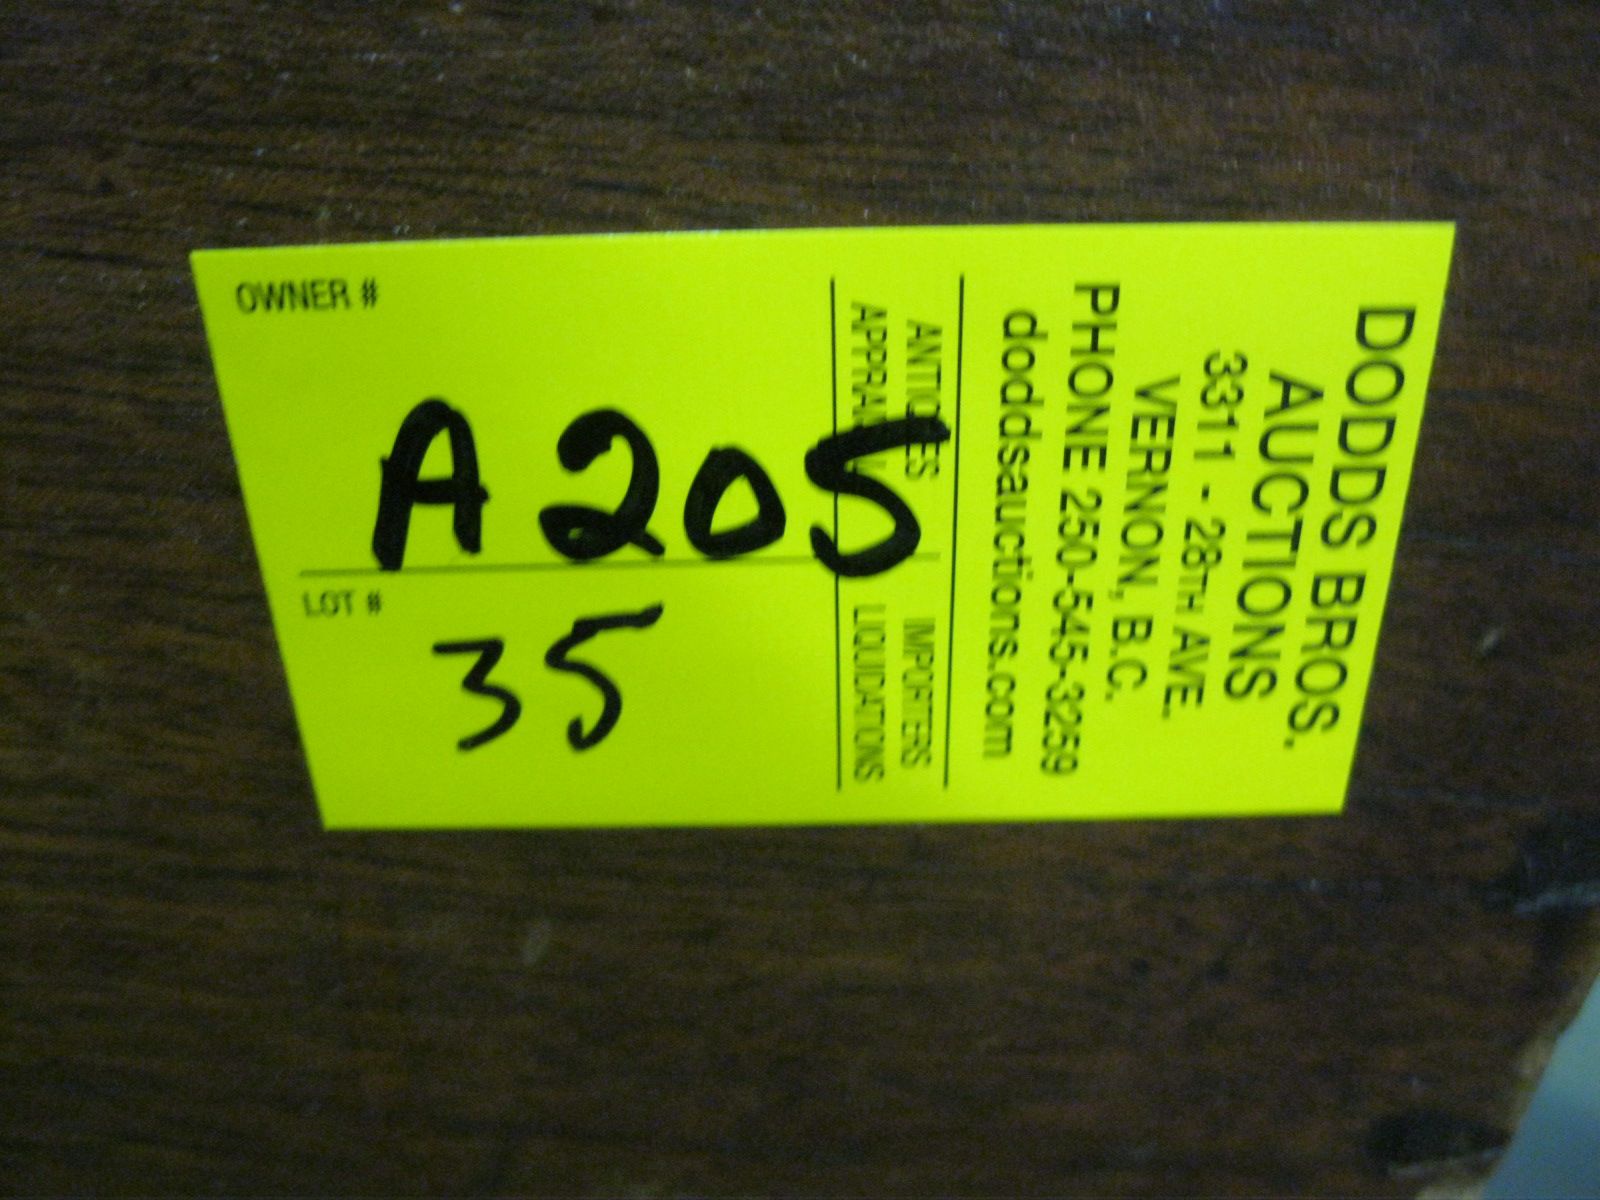 DODDS BROS.
AUCTIONS
3311 - 28TH AVE.
VERNON, B.C.
PHONE 250-545-3259
doddsauctions.com
ANTIQUES IMPORTERS
LIQUIDATIONS
OWNER #
A205
LOT #
35